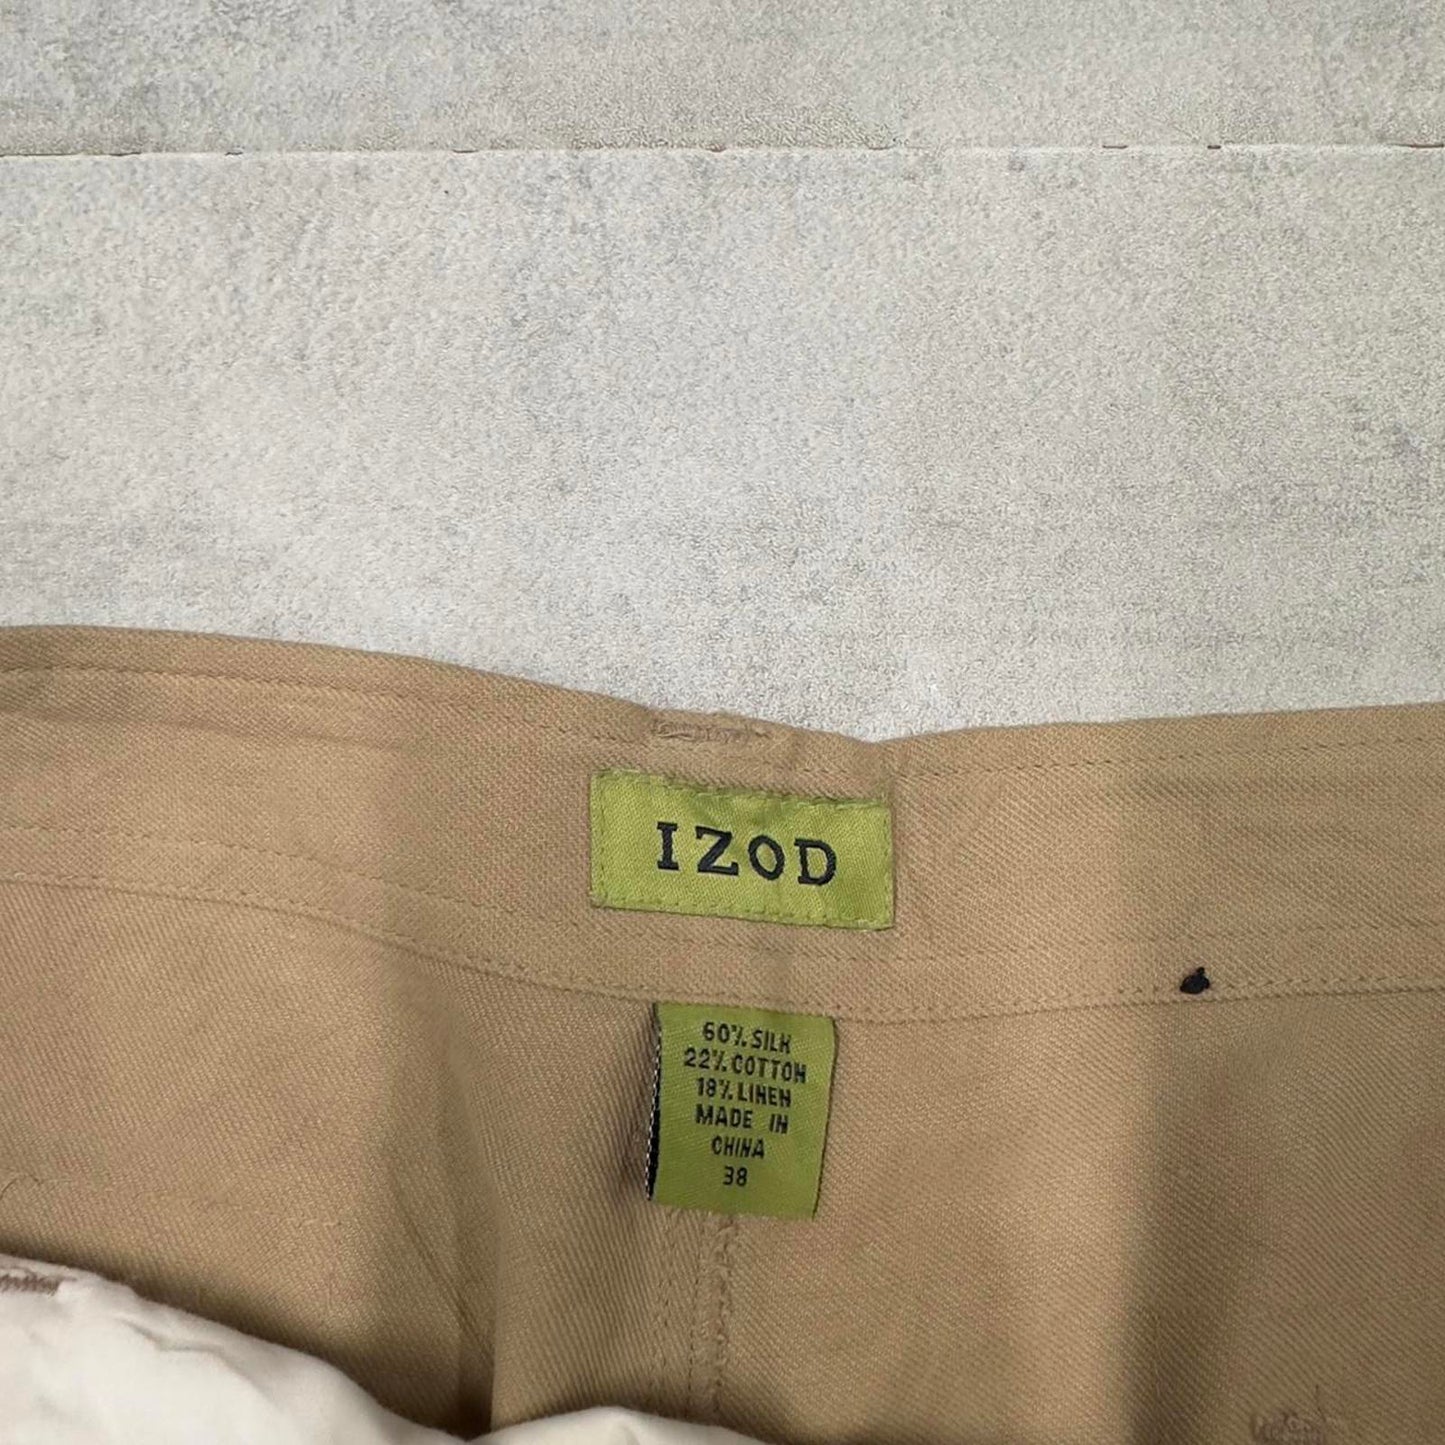 IZOD
60% SILK
22% COTTON
18% LINEN
MADE IN
CHINA
38